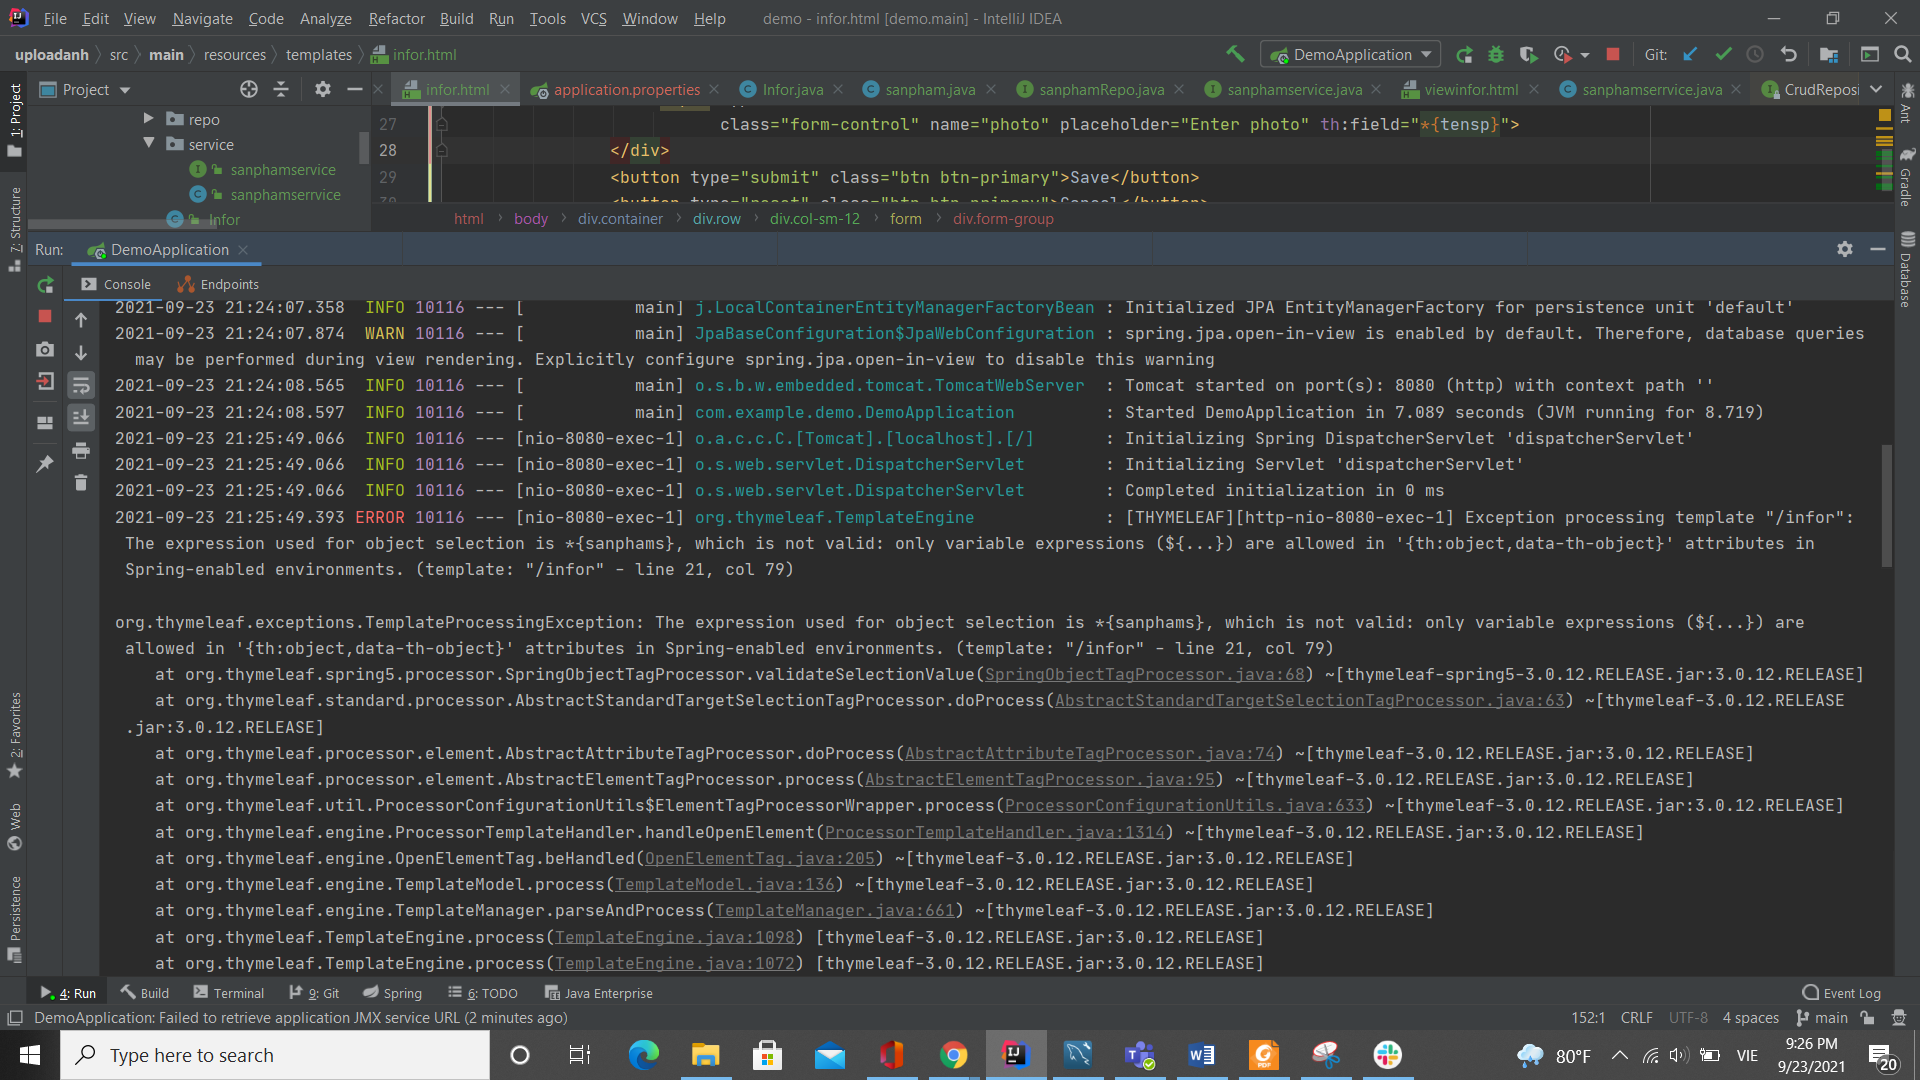 File Edit View Navigate Code Analyze Refactor Build Run Tools VCS Window Help demo - infor.html [demo.main] - IntelliJ IDEA
uploadanh src main resources templates infor.html DemoApplication Git:
Project infor.html application.properties Infor.java sanpham.java sanphamRepo.java sanphamservice.java viewinfor.html sanphamserrvice.java CrudReposi
1: Project
repo
service
sanphamservice
sanphamserrvice
Infor
27 class="form-control" name="photo" placeholder="Enter photo" th:field="*{tensp}">
28 </div>
29 <button type="submit" class="btn btn-primary">Save</button>
html body div.container div.row div.col-sm-12 form div.form-group
7: Structure
Ant
Gradle
Database
Run: DemoApplication
Console Endpoints
2021-09-23 21:24:07.358 INFO 10116 --- [ main] j.LocalContainerEntityManagerFactoryBean : Initialized JPA EntityManagerFactory for persistence unit 'default'
2021-09-23 21:24:07.874 WARN 10116 --- [ main] JpaBaseConfiguration$JpaWebConfiguration : spring.jpa.open-in-view is enabled by default. Therefore, database queries
may be performed during view rendering. Explicitly configure spring.jpa.open-in-view to disable this warning
2021-09-23 21:24:08.565 INFO 10116 --- [ main] o.s.b.w.embedded.tomcat.TomcatWebServer : Tomcat started on port(s): 8080 (http) with context path ''
2021-09-23 21:24:08.597 INFO 10116 --- [ main] com.example.demo.DemoApplication : Started DemoApplication in 7.089 seconds (JVM running for 8.719)
2021-09-23 21:25:49.066 INFO 10116 --- [nio-8080-exec-1] o.a.c.c.C.[Tomcat].[localhost].[/] : Initializing Spring DispatcherServlet 'dispatcherServlet'
2021-09-23 21:25:49.066 INFO 10116 --- [nio-8080-exec-1] o.s.web.servlet.DispatcherServlet : Initializing Servlet 'dispatcherServlet'
2021-09-23 21:25:49.066 INFO 10116 --- [nio-8080-exec-1] o.s.web.servlet.DispatcherServlet : Completed initialization in 0 ms
2021-09-23 21:25:49.393 ERROR 10116 --- [nio-8080-exec-1] org.thymeleaf.TemplateEngine : [THYMELEAF][http-nio-8080-exec-1] Exception processing template "/infor":
The expression used for object selection is *{sanphams}, which is not valid: only variable expressions (${...}) are allowed in '{th:object,data-th-object}' attributes in
Spring-enabled environments. (template: "/infor" - line 21, col 79)
org.thymeleaf.exceptions.TemplateProcessingException: The expression used for object selection is *{sanphams}, which is not valid: only variable expressions (${...}) are
allowed in '{th:object,data-th-object}' attributes in Spring-enabled environments. (template: "/infor" - line 21, col 79)
at org.thymeleaf.spring5.processor.SpringObjectTagProcessor.validateSelectionValue(SpringObjectTagProcessor.java:68) ~[thymeleaf-spring5-3.0.12.RELEASE.jar:3.0.12.RELEASE]
at org.thymeleaf.standard.processor.AbstractStandardTargetSelectionTagProcessor.doProcess(AbstractStandardTargetSelectionTagProcessor.java:63) ~[thymeleaf-3.0.12.RELEASE
.jar:3.0.12.RELEASE]
at org.thymeleaf.processor.element.AbstractAttributeTagProcessor.doProcess(AbstractAttributeTagProcessor.java:74) ~[thymeleaf-3.0.12.RELEASE.jar:3.0.12.RELEASE]
at org.thymeleaf.processor.element.AbstractElementTagProcessor.process(AbstractElementTagProcessor.java:95) ~[thymeleaf-3.0.12.RELEASE.jar:3.0.12.RELEASE]
at org.thymeleaf.util.ProcessorConfigurationUtils$ElementTagProcessorWrapper.process(ProcessorConfigurationUtils.java:633) ~[thymeleaf-3.0.12.RELEASE.jar:3.0.12.RELEASE]
at org.thymeleaf.engine.ProcessorTemplateHandler.handleOpenElement(ProcessorTemplateHandler.java:1314) ~[thymeleaf-3.0.12.RELEASE.jar:3.0.12.RELEASE]
at org.thymeleaf.engine.OpenElementTag.beHandled(OpenElementTag.java:205) ~[thymeleaf-3.0.12.RELEASE.jar:3.0.12.RELEASE]
at org.thymeleaf.engine.TemplateModel.process(TemplateModel.java:136) ~[thymeleaf-3.0.12.RELEASE.jar:3.0.12.RELEASE]
at org.thymeleaf.engine.TemplateManager.parseAndProcess(TemplateManager.java:661) ~[thymeleaf-3.0.12.RELEASE.jar:3.0.12.RELEASE]
at org.thymeleaf.TemplateEngine.process(TemplateEngine.java:1098) [thymeleaf-3.0.12.RELEASE.jar:3.0.12.RELEASE]
at org.thymeleaf.TemplateEngine.process(TemplateEngine.java:1072) [thymeleaf-3.0.12.RELEASE.jar:3.0.12.RELEASE]
2: Favorites
Web
Persistence
4: Run Build Terminal 9: Git Spring 6: TODO Java Enterprise Event Log
DemoApplication: Failed to retrieve application JMX service URL (2 minutes ago) 152:1 CRLF UTF-8 4 spaces main
Type here to search 80°F VIE 9:26 PM
9/23/2021 20